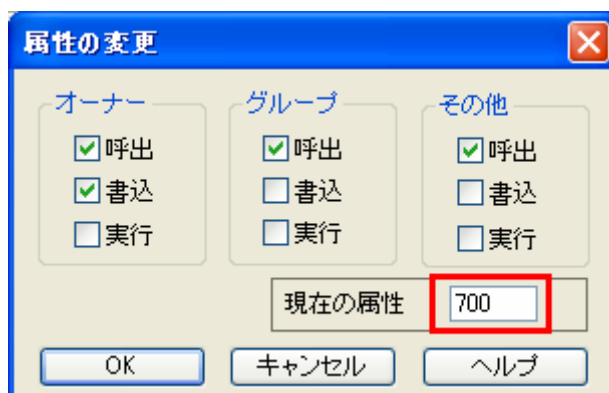 属性の変更
オーナー グループ その他
呼出 呼出 呼出
書込 書込 書込
実行 実行 実行
現在の属性 700
OK キャンセル ヘルプ